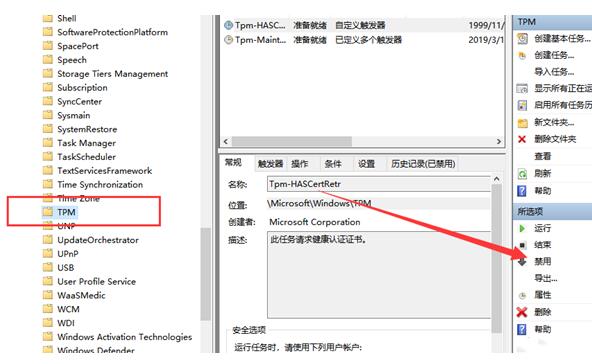 Shell
SoftwareProtectionPlatform
SpacePort
Speech
Storage Tiers Management
Subscription
SyncCenter
Sysmain
SystemRestore
Task Manager
TaskScheduler
TextServicesFramework
Time Synchronization
Time Zone
TPM
UNP
UpdateOrchestrator
UPnP
USB
User Profile Service
WaaSMedic
WCM
WDI
Windows Activation Technologies
Windows Defender
Tpm-HASC... 准备就绪 自定义触发器 1999/11/
Tpm-Maint... 准备就绪 已定义多个触发器 2019/3/1
常规 触发器 操作 条件 设置 历史记录(已禁用)
名称: Tpm-HASCertRetr
位置: \Microsoft\Windows\TPM
创建者: Microsoft Corporation
描述: 此任务请求健康认证证书。
安全选项
运行任务时，请使用下列用户帐户:
TPM
创建基本任务...
创建任务...
导入任务...
显示所有正在运
启用所有任务历
新文件夹...
删除文件夹
查看
刷新
帮助
所选项
运行
结束
禁用
导出...
属性
删除
帮助